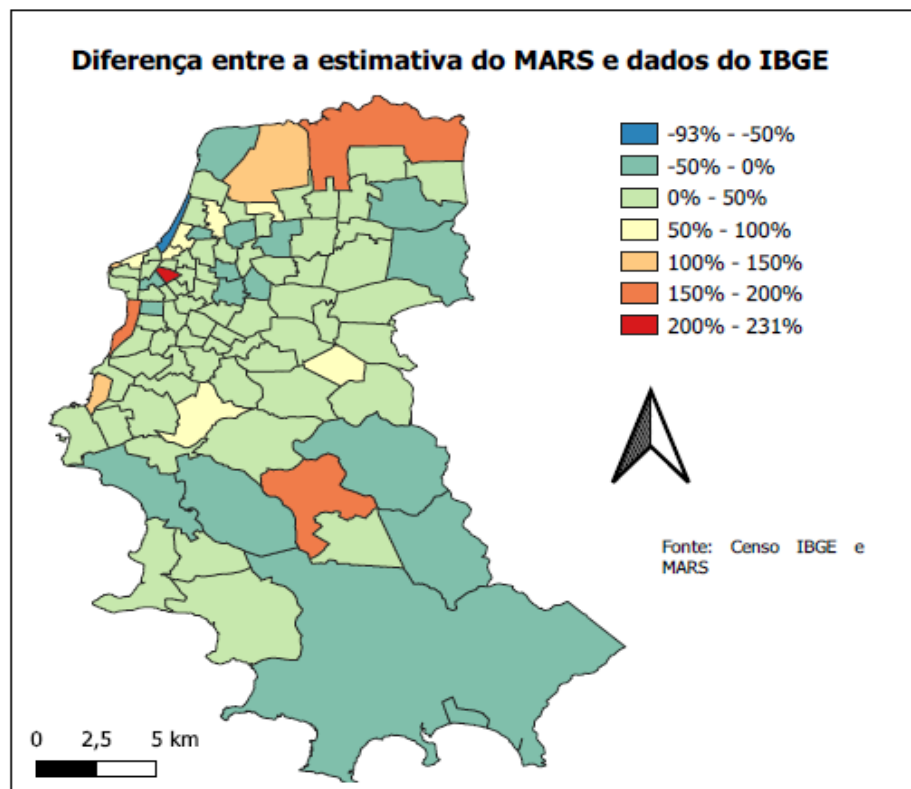 Diferença entre a estimativa do MARS e dados do IBGE
-93% - -50%
-50% - 0%
0% - 50%
50% - 100%
100% - 150%
150% - 200%
200% - 231%
Fonte: Censo IBGE e
MARS
0 2,5 5 km